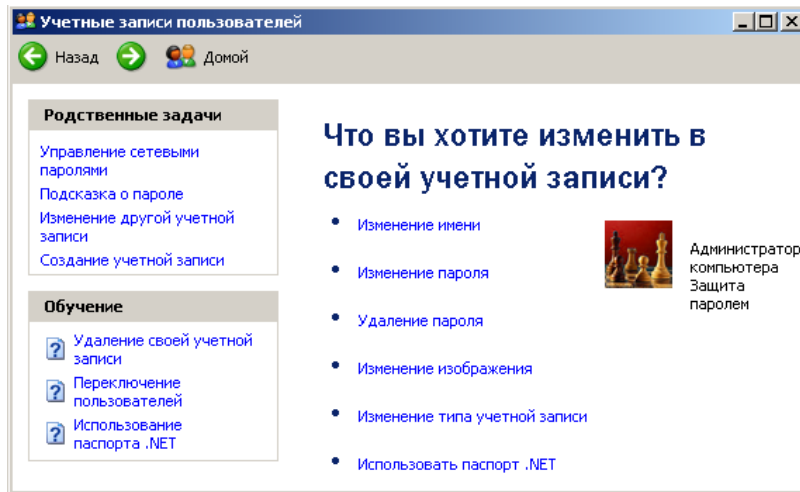 Учетные записи пользователей
Назад
Домой
Родственные задачи
Управление сетевыми
паролями
Подсказка о пароле
Изменение другой учетной
записи
Создание учетной записи
Обучение
Удаление своей учетной
записи
Переключение
пользователей
Использование
паспорта .NET
Что вы хотите изменить в
своей учетной записи?
Изменение имени
Изменение пароля
Удаление пароля
Изменение изображения
Изменение типа учетной записи
Использовать паспорт .NET
Администратор
компьютера
Защита
паролем